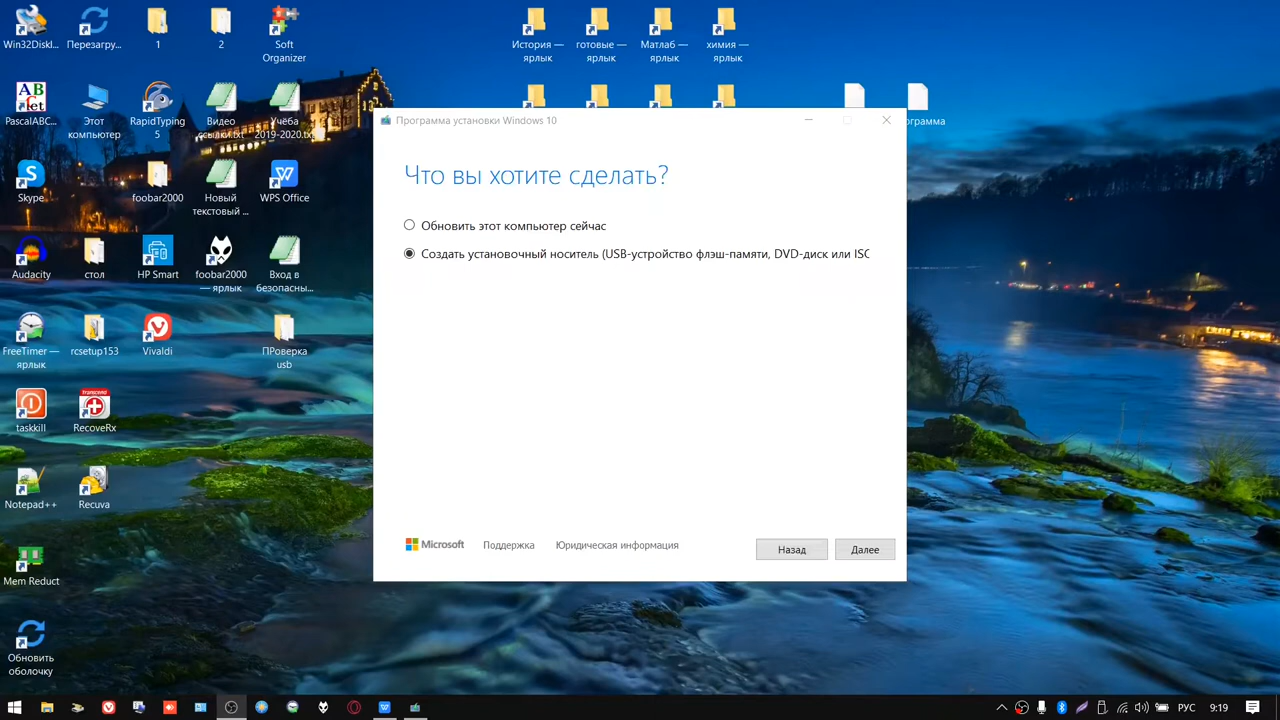 Win32DiskI...
Перезагру...
1
2
Soft
Organizer
История —
ярлык
готовые —
ярлык
Матлаб —
ярлык
химия —
ярлык
PascalABC...
Этот
компьютер
RapidTyping
5
Видео
ссылки.txt
Учёба
2019-2020.txt
Программа установки Windows 10
Что вы хотите сделать?
Обновить этот компьютер сейчас
Создать установочный носитель (USB-устройство флэш-памяти, DVD-диск или ISO
Microsoft
Поддержка
Юридическая информация
Назад
Далее
Skype
foobar2000
Новый
текстовый ...
WPS Office
Audacity
стол
HP Smart
foobar2000
— ярлык
Вход в
безопасны...
FreeTimer —
ярлык
rcsetup153
Vivaldi
ПРоверка
usb
taskkill
RecoveRx
Notepad++
Recuva
Mem Reduct
Обновить
оболочку
РУС
9:19